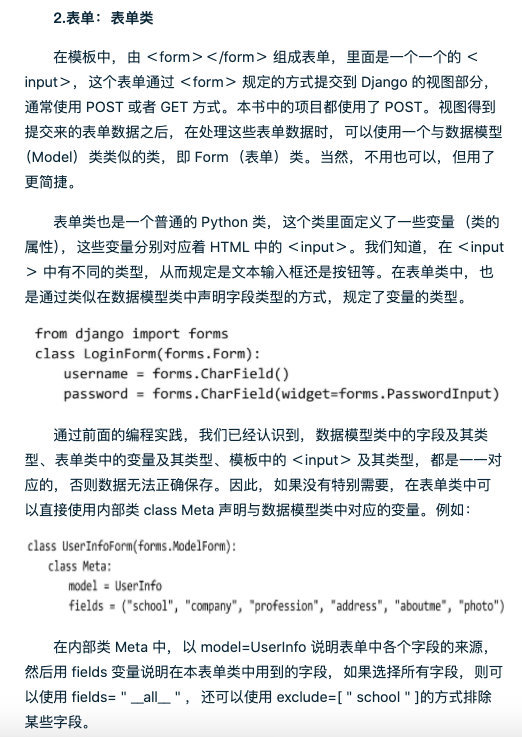 2.表单：表单类
在模板中，由 <form></form> 组成表单，里面是一个一个的 <
input>，这个表单通过 <form> 规定的方式提交到 Django 的视图部分，
通常使用 POST 或者 GET 方式。本书中的项目都使用了 POST。视图得到
提交来的表单数据之后，在处理这些表单数据时，可以使用一个与数据模型
（Model）类类似的类，即 Form（表单）类。当然，不用也可以，但用了
更简捷。
表单类也是一个普通的 Python 类，这个类里面定义了一些变量（类的
属性），这些变量分别对应着 HTML 中的 <input>。我们知道，在 <input
> 中有不同的类型，从而规定是文本输入框还是按钮等。在表单类中，也
是通过类似在数据模型类中声明字段类型的方式，规定了变量的类型。
from django import forms
class LoginForm(forms.Form):
    username = forms.CharField()
    password = forms.CharField(widget=forms.PasswordInput)
通过前面的编程实践，我们已经认识到，数据模型类中的字段及其类
型、表单类中的变量及其类型、模板中的 <input> 及其类型，都是一一对
应的，否则数据无法正确保存。因此，如果没有特别需要，在表单类中可
以直接使用内部类 class Meta 声明与数据模型类中对应的变量。例如：
class UserInfoForm(forms.ModelForm):
    class Meta:
        model = UserInfo
        fields = ("school", "company", "profession", "address", "aboutme", "photo")
在内部类 Meta 中，以 model=UserInfo 说明表单中各个字段的来源，
然后用 fields 变量说明在本表单类中用到的字段，如果选择所有字段，则可
以使用 fields= " __all__ "，还可以使用 exclude=[ " school " ]的方式排除
某些字段。